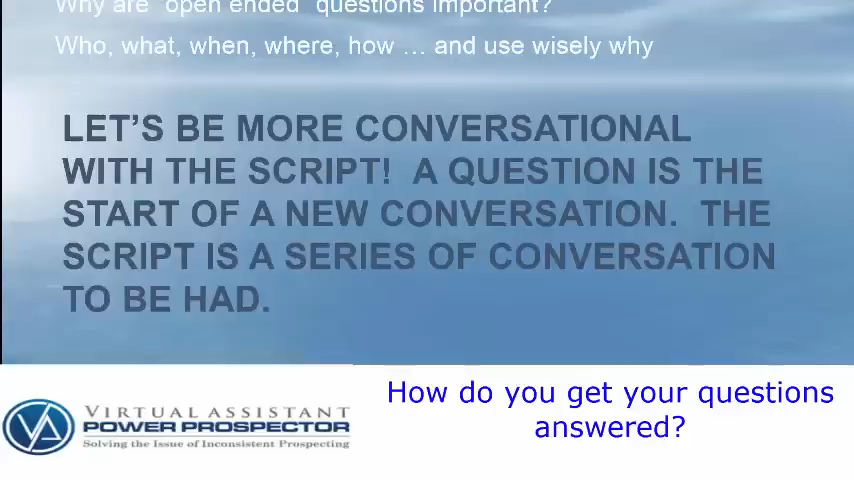 Why are "open ended" questions important?
Who, what, when, where, how … and use wisely why
LET'S BE MORE CONVERSATIONAL
WITH THE SCRIPT! A QUESTION IS THE
START OF A NEW CONVERSATION. THE
SCRIPT IS A SERIES OF CONVERSATION
TO BE HAD.
VIRTUAL ASSISTANT
POWER PROSPECTOR
Solving the Issue of Inconsistent Prospecting
How do you get your questions
answered?